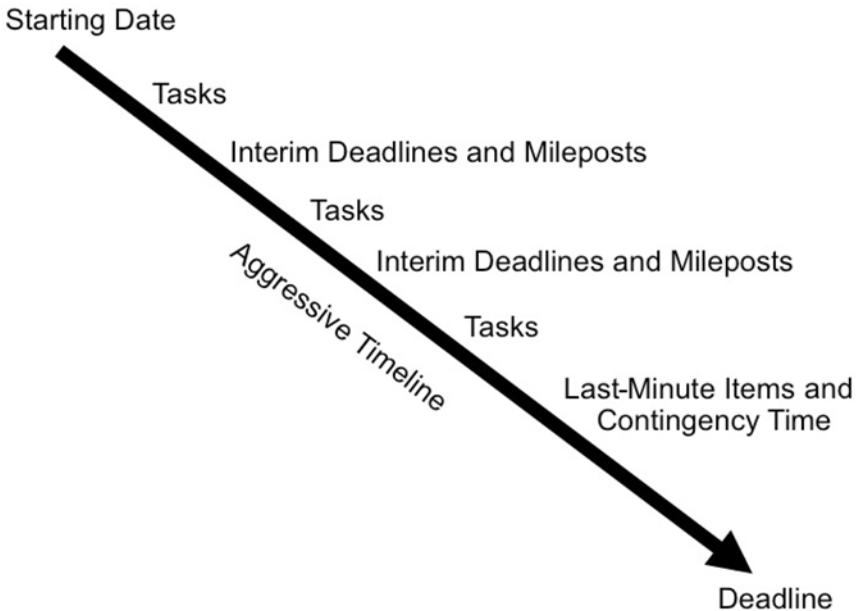 Starting Date
Tasks
Interim Deadlines and Mileposts
Tasks
Interim Deadlines and Mileposts
Aggressive Timeline
Tasks
Last-Minute Items and
Contingency Time
Deadline